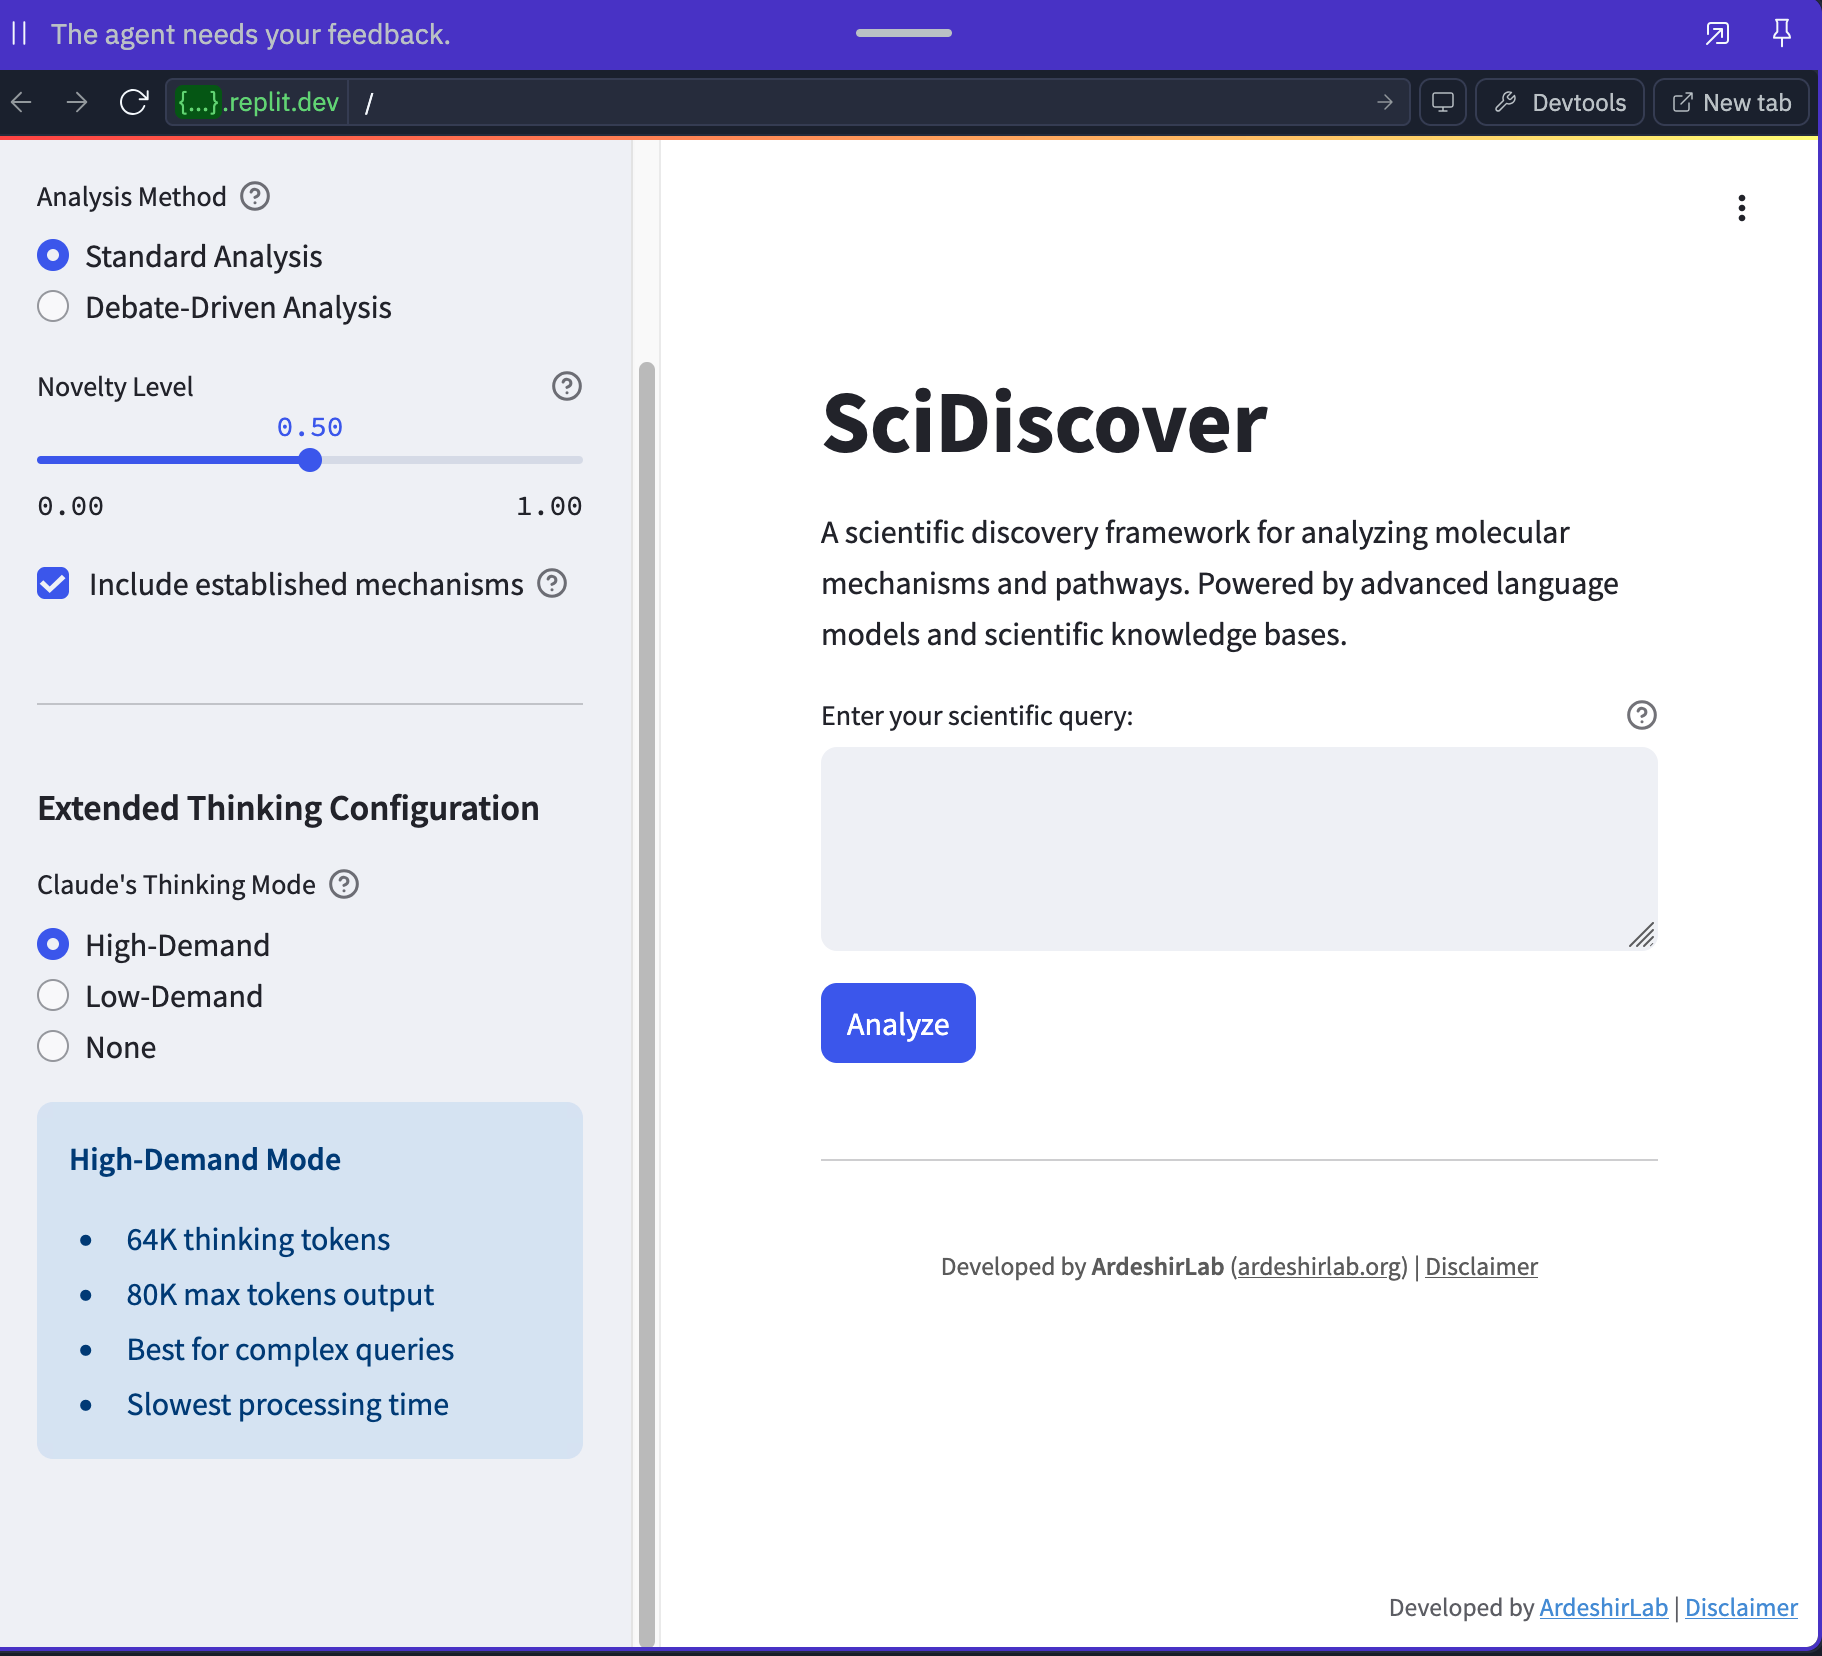 The agent needs your feedback.
{...}.replit.dev /
Devtools
New tab
Analysis Method
Standard Analysis
Debate-Driven Analysis
Novelty Level
0.50
0.00 1.00
Include established mechanisms
Extended Thinking Configuration
Claude's Thinking Mode
High-Demand
Low-Demand
None
High-Demand Mode
• 64K thinking tokens
• 80K max tokens output
• Best for complex queries
• Slowest processing time
SciDiscover
A scientific discovery framework for analyzing molecular
mechanisms and pathways. Powered by advanced language
models and scientific knowledge bases.
Enter your scientific query:
Analyze
Developed by ArdeshirLab (ardeshirlab.org) | Disclaimer
Developed by ArdeshirLab | Disclaimer